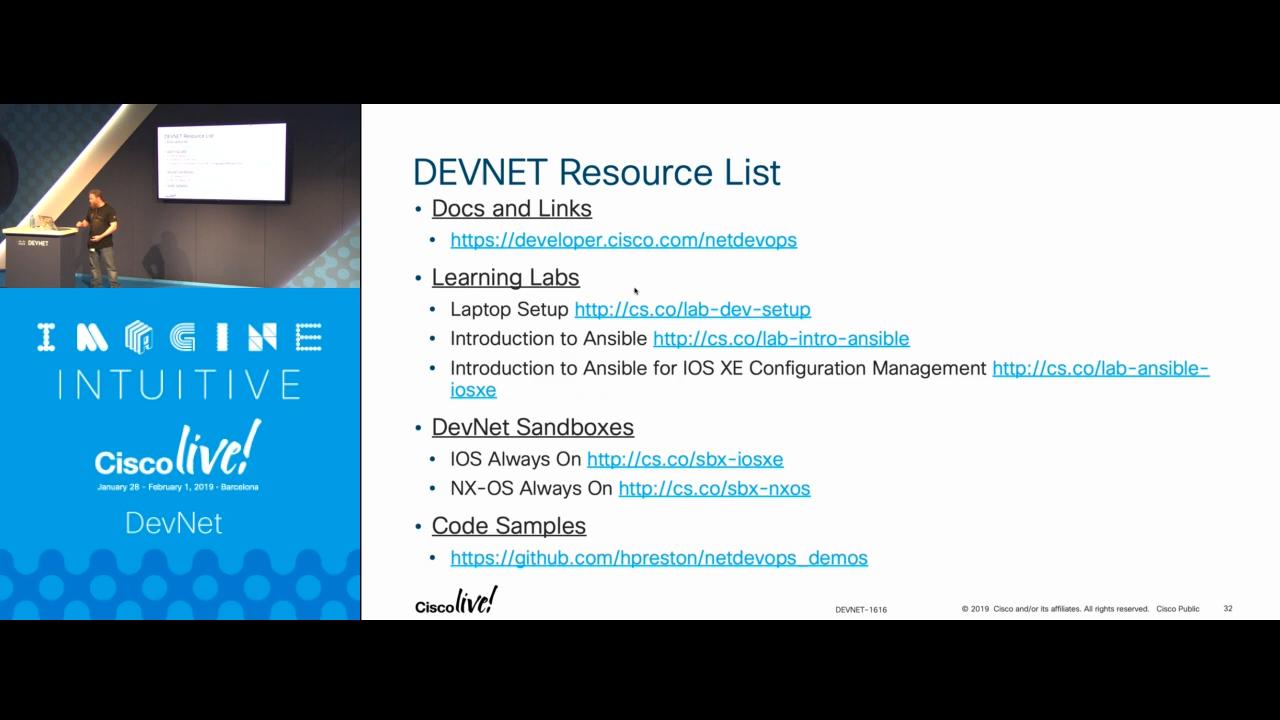 DEVNET Resource List
• Docs and Links
• https://developer.cisco.com/netdevops
• Learning Labs
• Laptop Setup http://cs.co/lab-dev-setup
• Introduction to Ansible http://cs.co/lab-intro-ansible
• Introduction to Ansible for IOS XE Configuration Management http://cs.co/lab-ansible-
iosxe
• DevNet Sandboxes
• IOS Always On http://cs.co/sbx-iosxe
• NX-OS Always On http://cs.co/sbx-nxos
• Code Samples
• https://github.com/hpreston/netdevops_demos
Cisco live!
DEVNET-1616
© 2019 Cisco and/or its affiliates. All rights reserved. Cisco Public
32
DEVNET Resource List
DEVNET
IMAGINE
INTUITIVE
Cisco live!
January 28 - February 1, 2019 · Barcelona
DevNet